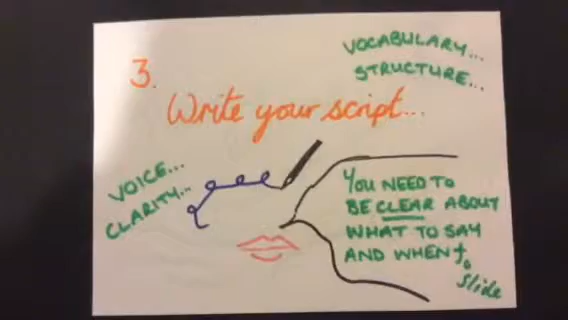 VOCABULARY...
STRUCTURE...
3.
Write your script...
VOICE...
CLARITY...
YOU NEED TO
BE CLEAR ABOUT
WHAT TO SAY
AND WHEN to
slide